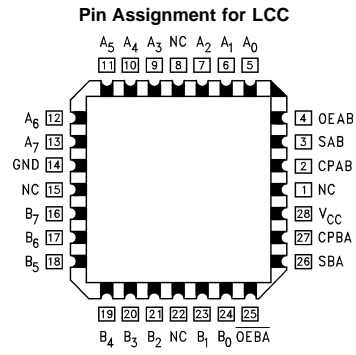 Pin Assignment for LCC
A5 A4 A3 NC A2 A1 A0
11 10 9 8 7 6 5
A6 12
A7 13
GND 14
NC 15
B7 16
B6 17
B5 18
4 OEAB
3 SAB
2 CPAB
1 NC
28 VCC
27 CPBA
26 SBA
19 20 21 22 23 24 25
B4 B3 B2 NC B1 B0 O̅E̅B̅A̅